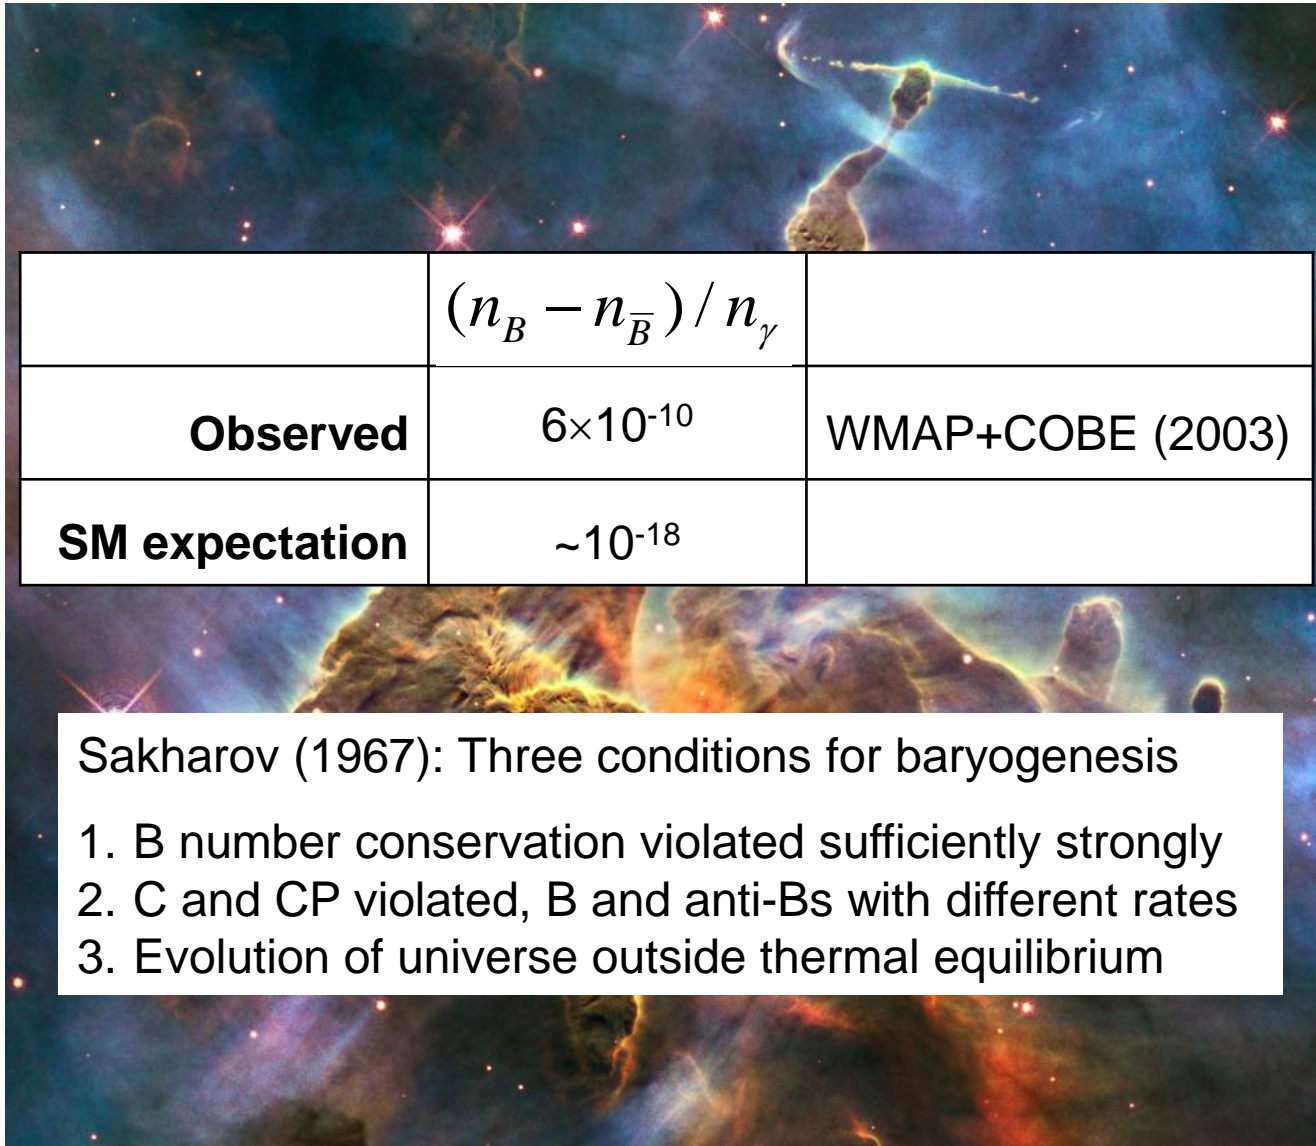 (n_B − n_B̅) / n_γ
Observed 6×10⁻¹⁰ WMAP+COBE (2003)
SM expectation ~10⁻¹⁸
Sakharov (1967): Three conditions for baryogenesis
1. B number conservation violated sufficiently strongly
2. C and CP violated, B and anti-Bs with different rates
3. Evolution of universe outside thermal equilibrium